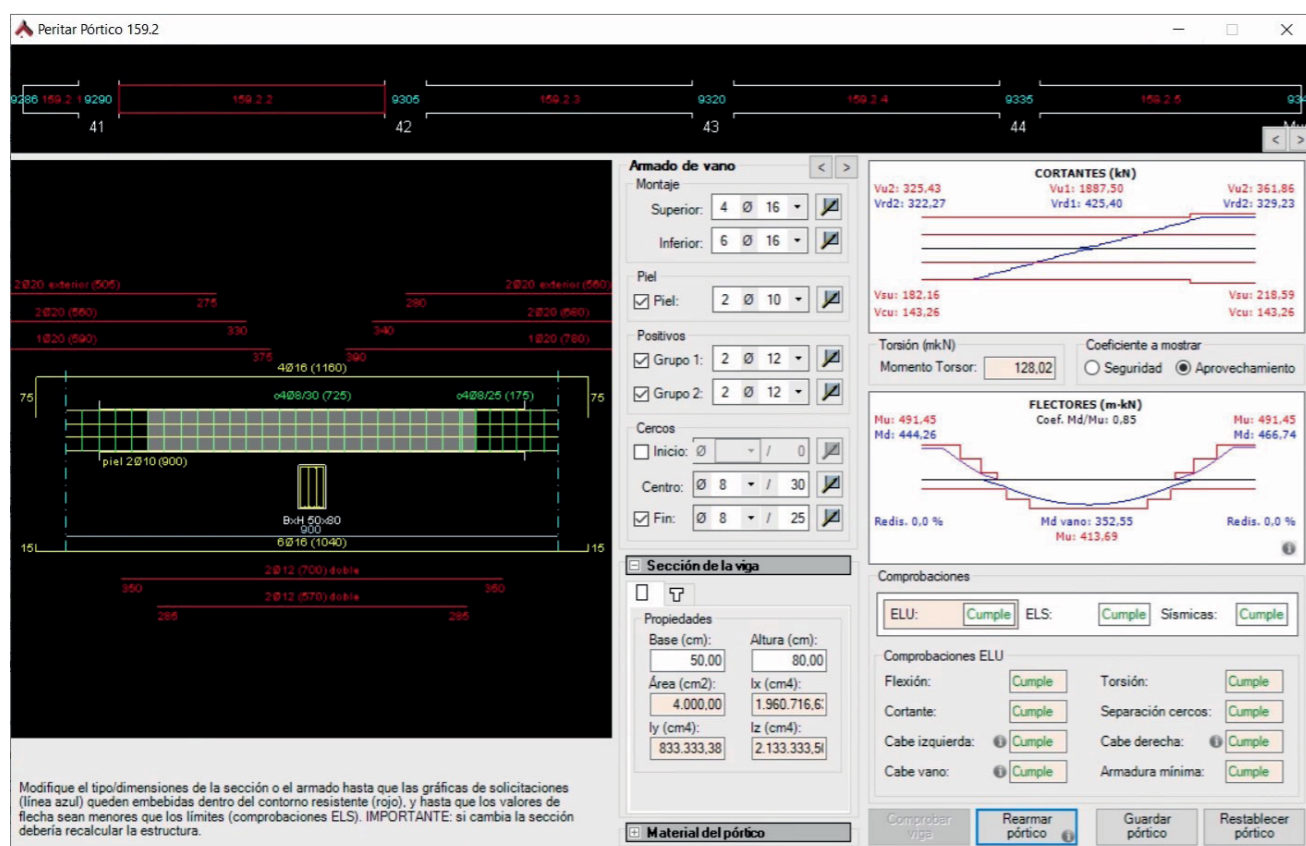 Peritar Pórtico 159.2
9286 159.2.1 9290 159.2.2 9305 159.2.3 9320 159.2.4 9335 159.2.5
41 42 43 44
< >
2Ø20 exterior (505) 2Ø20 exterior (560)
275 280
2Ø20 (560) 2Ø20 (680)
330 340
1Ø20 (590) 1Ø20 (780)
375 390
4Ø16 (1160)
75 c4Ø8/30 (725) c4Ø8/25 (175) 75
piel 2Ø10 (900)
BxH 50x80
900
15 6Ø16 (1040) 15
2Ø12 (700) doble
350 350
2Ø12 (570) doble
285 285
Modifique el tipo/dimensiones de la sección o el armado hasta que las gráficas de solicitaciones
(línea azul) queden embebidas dentro del contorno resistente (rojo), y hasta que los valores de
flecha sean menores que los límites (comprobaciones ELS). IMPORTANTE: si cambia la sección
debería recalcular la estructura.
Armado de vano < >
Montaje
Superior: 4 Ø 16
Inferior: 6 Ø 16
Piel
Piel: 2 Ø 10
Positivos
Grupo 1: 2 Ø 12
Grupo 2: 2 Ø 12
Cercos
Inicio: Ø / 0
Centro: Ø 8 / 30
Fin: Ø 8 / 25
Sección de la viga
Propiedades
Base (cm): Altura (cm):
50,00 80,00
Área (cm2): Ix (cm4):
4.000,00 1.960.716,6
Iy (cm4): Iz (cm4):
833.333,38 2.133.333,5
Material del pórtico
CORTANTES (kN)
Vu2: 325,43 Vu1: 1887,50 Vu2: 361,86
Vrd2: 322,27 Vrd1: 425,40 Vrd2: 329,23
Vsu: 182,16 Vsu: 218,59
Vcu: 143,26 Vcu: 143,26
Torsión (mkN) Coeficiente a mostrar
Momento Torsor: 128,02 Seguridad Aprovechamiento
FLECTORES (m·kN)
Mu: 491,45 Coef. Md/Mu: 0,85 Mu: 491,45
Md: 444,26 Md: 466,74
Redis. 0,0 % Md vano: 352,55 Redis. 0,0 %
Mu: 413,69
Comprobaciones
ELU: Cumple ELS: Cumple Sísmicas: Cumple
Comprobaciones ELU
Flexión: Cumple Torsión: Cumple
Cortante: Cumple Separación cercos: Cumple
Cabe izquierda: Cumple Cabe derecha: Cumple
Cabe vano: Cumple Armadura mínima: Cumple
Comprobar viga
Rearmar pórtico
Guardar pórtico
Restablecer pórtico